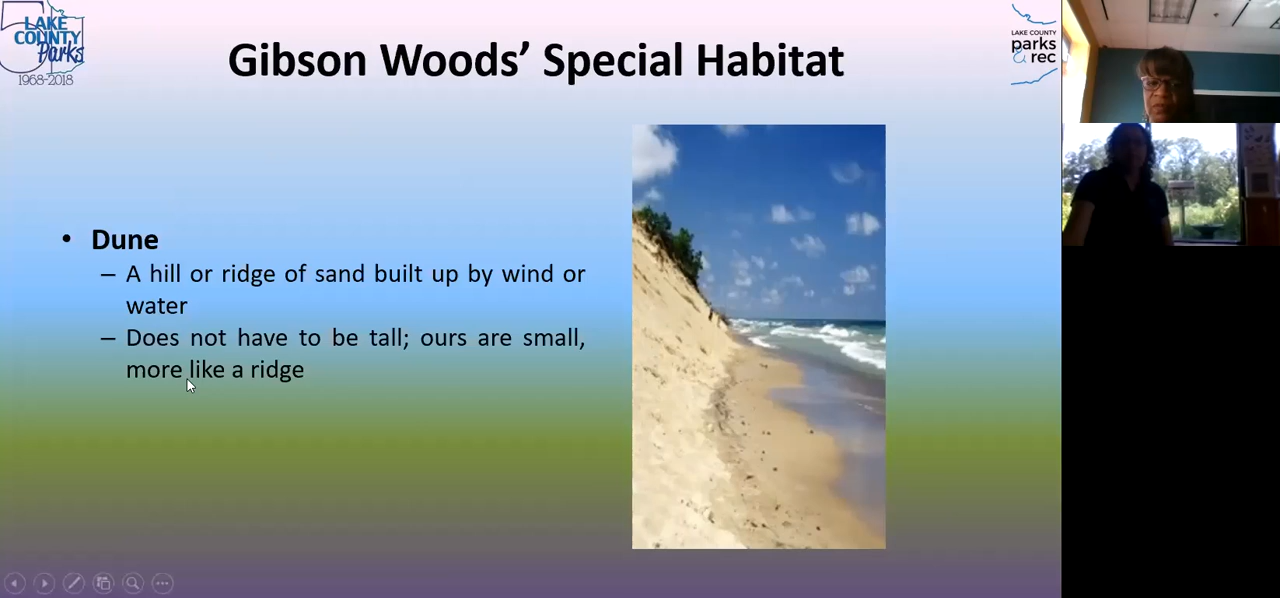 LAKE
COUNTY
Parks
1968-2018
Gibson Woods’ Special Habitat
LAKE COUNTY
parks
& rec
• Dune
– A hill or ridge of sand built up by wind or
water
– Does not have to be tall; ours are small,
more like a ridge